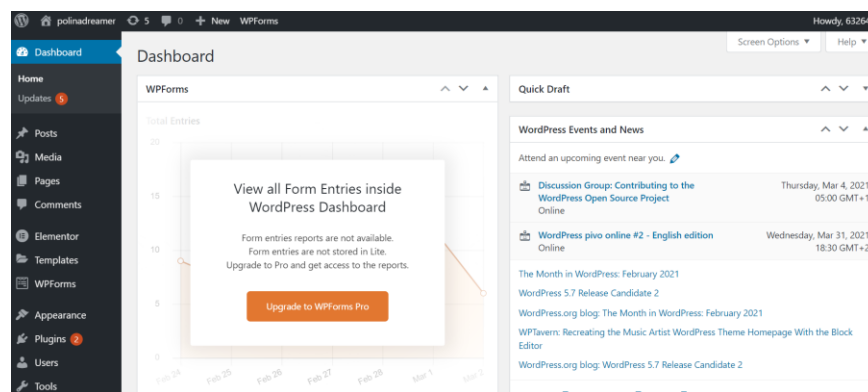 polinadreamer 5 0 + New WPForms Howdy, 63264
Screen Options ▼ Help ▼
Dashboard
Home
Updates 5
Posts
Media
Pages
Comments
Elementor
Templates
WPForms
Appearance
Plugins 2
Users
Tools
Dashboard
WPForms
Total Entries
20
15
10
5
0
Feb 24 Feb 25 Feb 26 Feb 27 Feb 28 Mar 1 Mar 2
View all Form Entries inside
WordPress Dashboard
Form entries reports are not available.
Form entries are not stored in Lite.
Upgrade to Pro and get access to the reports.
Upgrade to WPForms Pro
Quick Draft
WordPress Events and News
Attend an upcoming event near you.
Discussion Group: Contributing to the Thursday, Mar 4, 2021
WordPress Open Source Project 05:00 GMT+1
Online
WordPress pivo online #2 - English edition Wednesday, Mar 31, 2021
Online 18:30 GMT+2
The Month in WordPress: February 2021
WordPress 5.7 Release Candidate 2
WordPress.org blog: The Month in WordPress: February 2021
WPTavern: Recreating the Music Artist WordPress Theme Homepage With the Block
Editor
WordPress.org blog: WordPress 5.7 Release Candidate 2